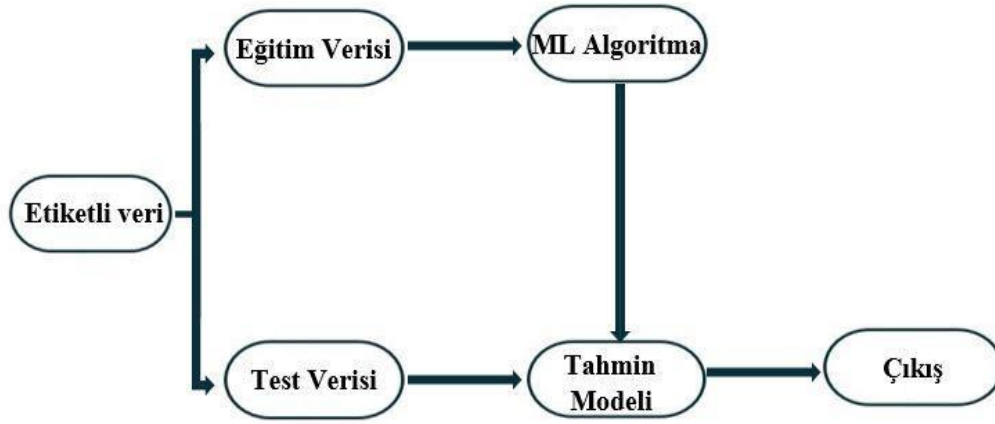 Eğitim Verisi
ML Algoritma
Etiketli veri
Test Verisi
Tahmin
Modeli
Çıkış